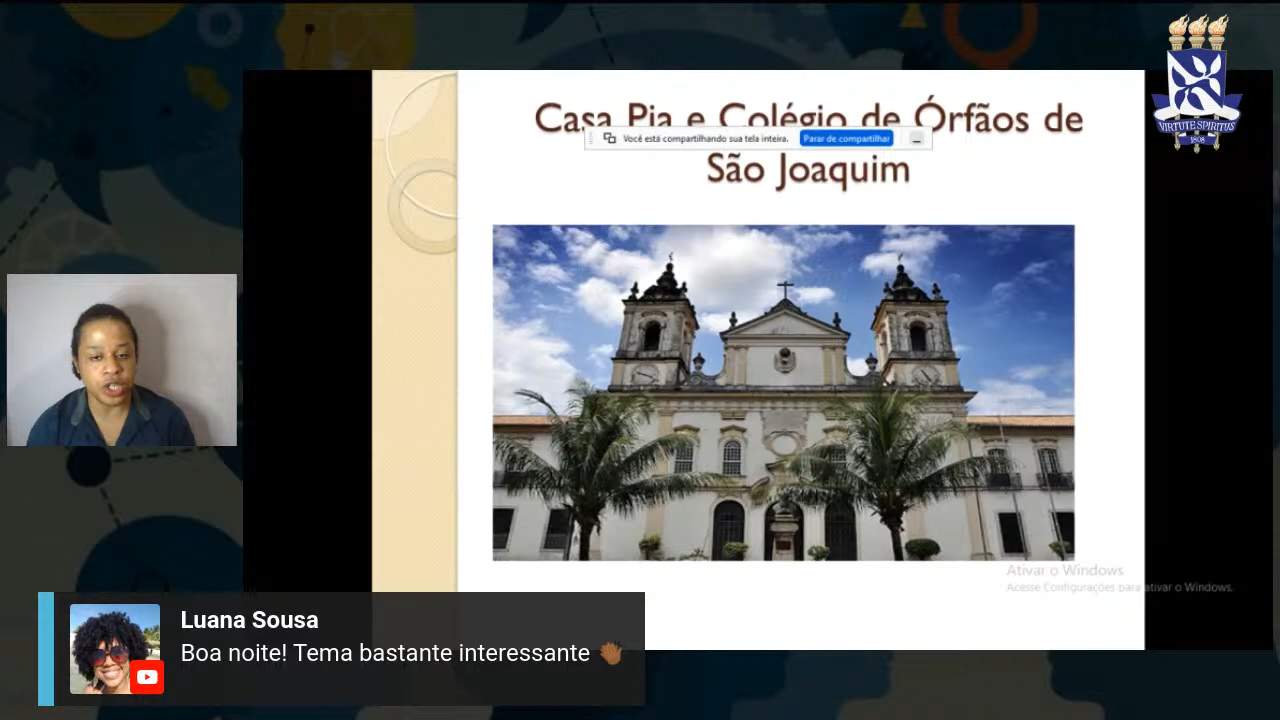 Casa Pia e Colégio de Órfãos de
Você está compartilhando sua tela inteira. Parar de compartilhar
São Joaquim
VIRTUTE SPIRITUS
1808
Ativar o Windows
Acesse Configurações para ativar o Windows.
Luana Sousa
Boa noite! Tema bastante interessante 👏🏾